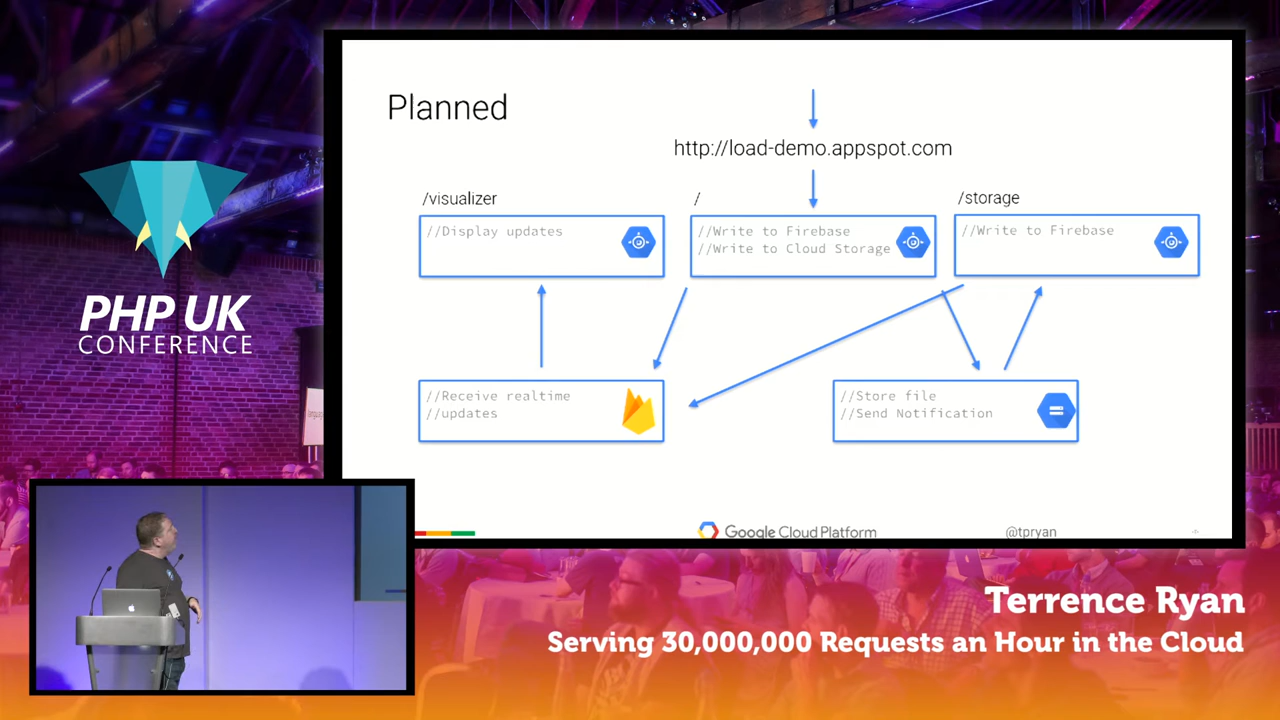 Planned
http://load-demo.appspot.com
/visualizer
/
/storage
//Display updates
//Write to Firebase
//Write to Cloud Storage
//Write to Firebase
//Receive realtime
//updates
//Store file
//Send Notification
Google Cloud Platform
@tpryan
PHP UK
CONFERENCE
Terrence Ryan
Serving 30,000,000 Requests an Hour in the Cloud